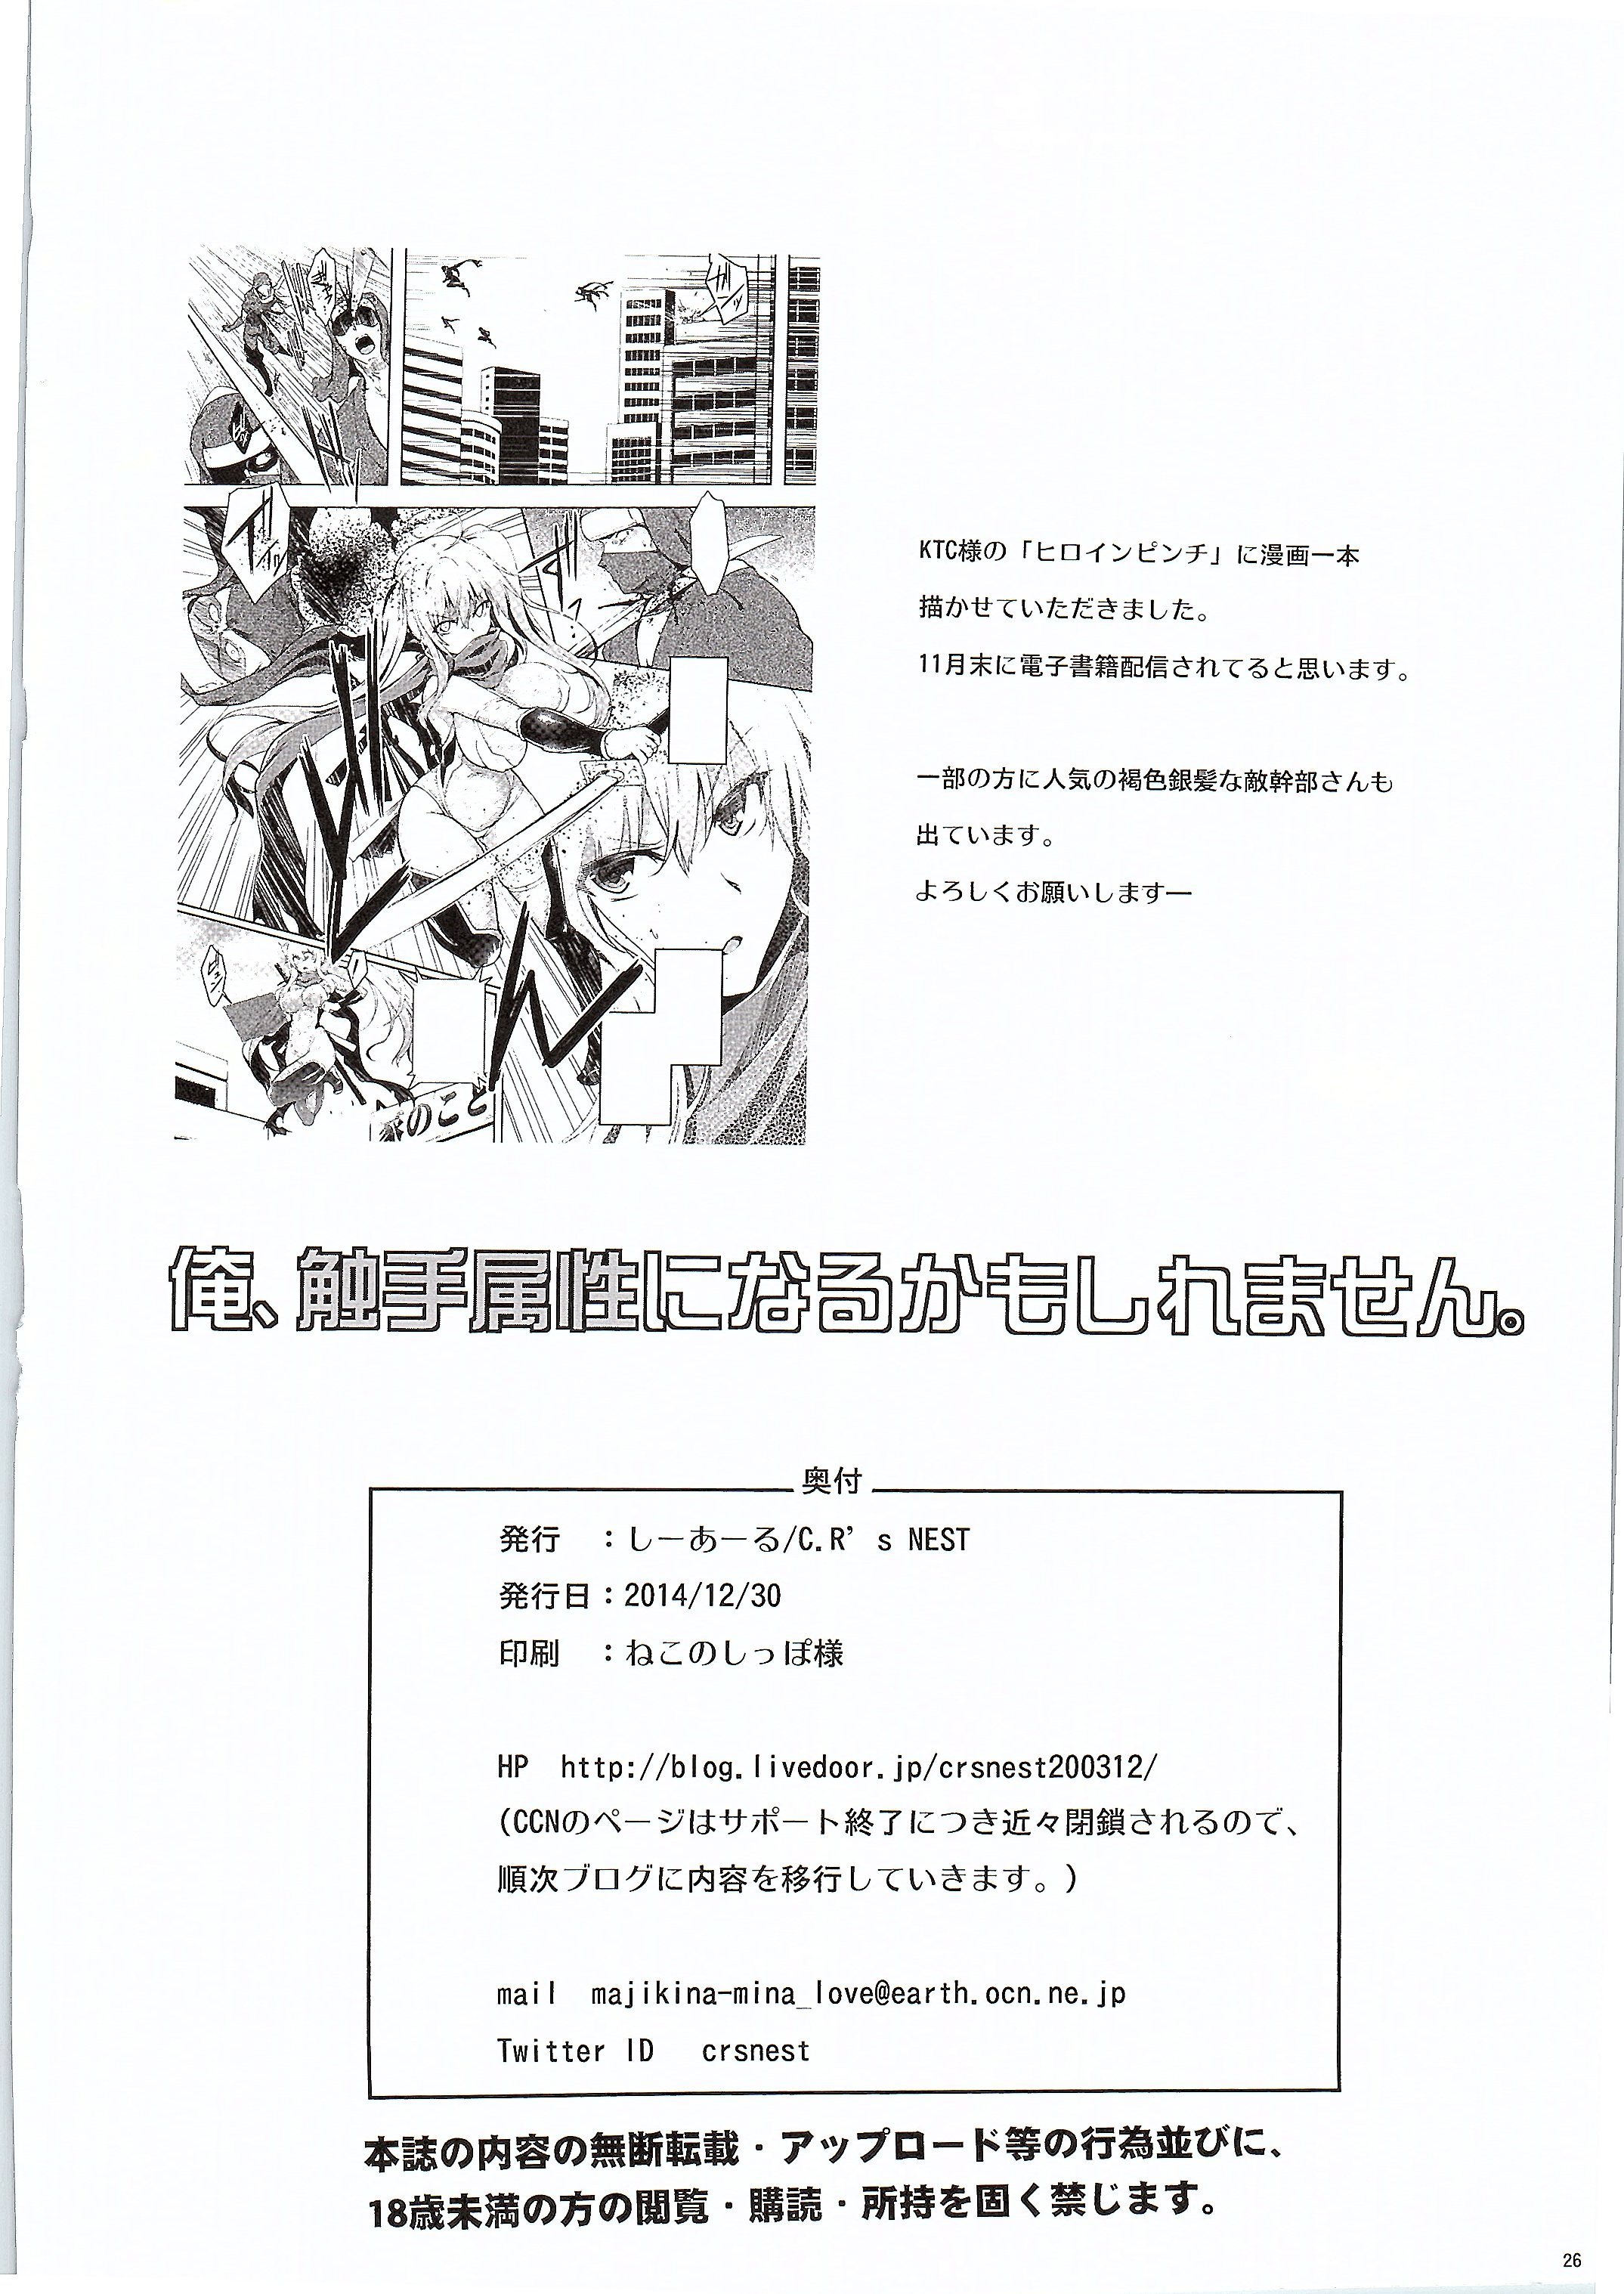 KTC様の「ヒロインピンチ」に漫画一本
描かせていただきました。
11月末に電子書籍配信されてると思います。
一部の方に人気の褐色銀髪な敵幹部さんも
出ています。
よろしくお願いしますー
のこと
俺、触手属性になるかもしれません。
奥付
発行　：しーあーる/C.R’s NEST
発行日：2014/12/30
印刷　：ねこのしっぽ様
HP　http://blog.livedoor.jp/crsnest200312/
(CCNのページはサポート終了につき近々閉鎖されるので、
順次ブログに内容を移行していきます。)
mail　majikina-mina_love@earth.ocn.ne.jp
Twitter ID　crsnest
本誌の内容の無断転載・アップロード等の行為並びに、
18歳未満の方の閲覧・購読・所持を固く禁じます。
26